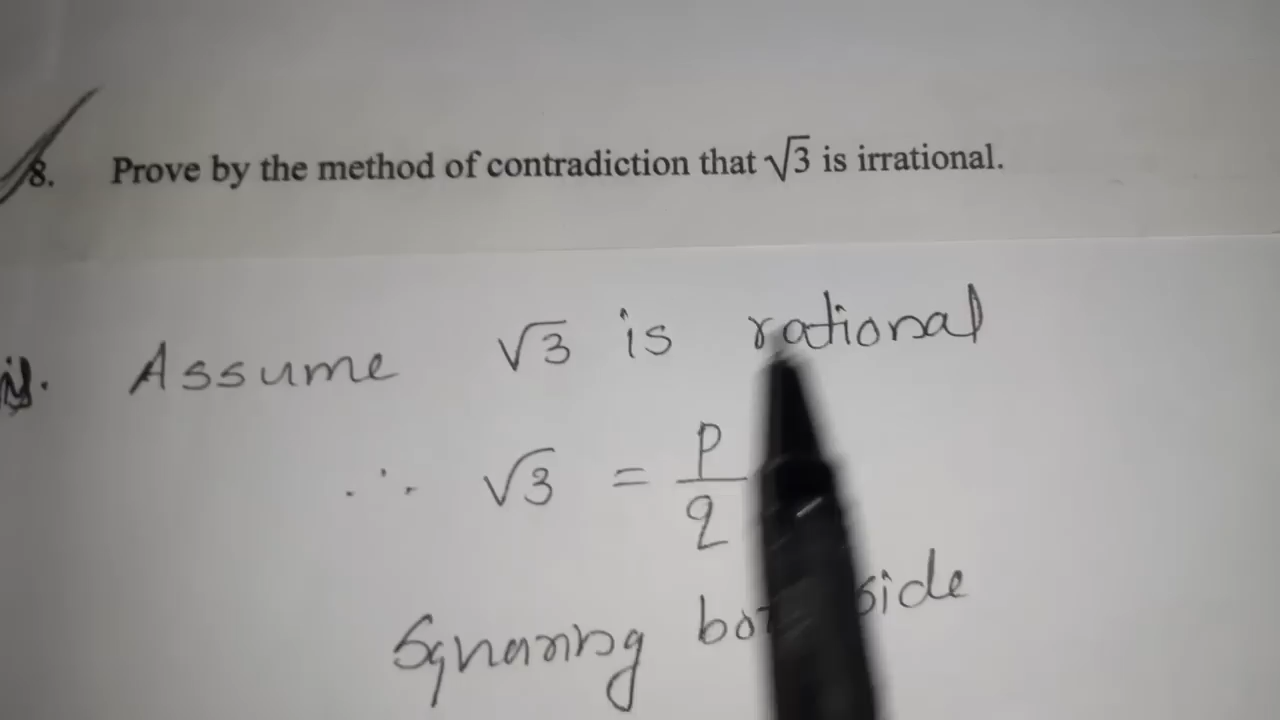 8. Prove by the method of contradiction that √3 is irrational.
Assume √3 is rational
∴ √3 = p/q
Squaring side